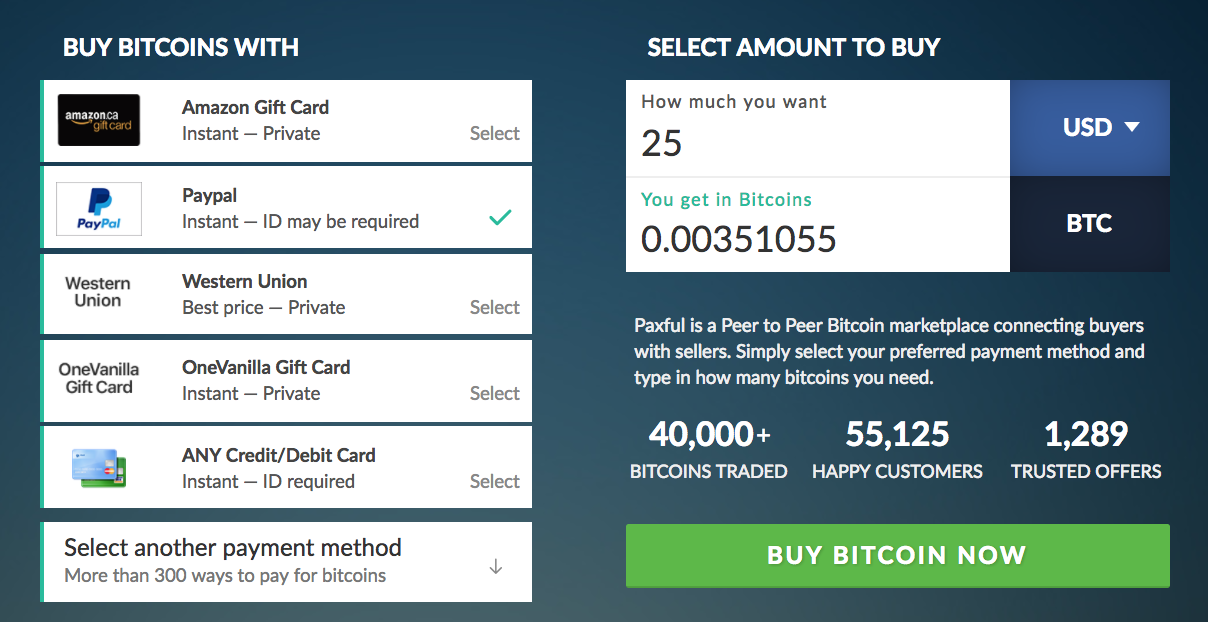 BUY BITCOINS WITH
amazon.ca
gift card
Amazon Gift Card
Instant — Private
Select
PayPal
Paypal
Instant — ID may be required
Western
Union
Western Union
Best price — Private
Select
OneVanilla
Gift Card
OneVanilla Gift Card
Instant — Private
Select
ANY Credit/Debit Card
Instant — ID required
Select
Select another payment method
More than 300 ways to pay for bitcoins
SELECT AMOUNT TO BUY
How much you want
25
USD
You get in Bitcoins
0.00351055
BTC
Paxful is a Peer to Peer Bitcoin marketplace connecting buyers
with sellers. Simply select your preferred payment method and
type in how many bitcoins you need.
40,000+
BITCOINS TRADED
55,125
HAPPY CUSTOMERS
1,289
TRUSTED OFFERS
BUY BITCOIN NOW